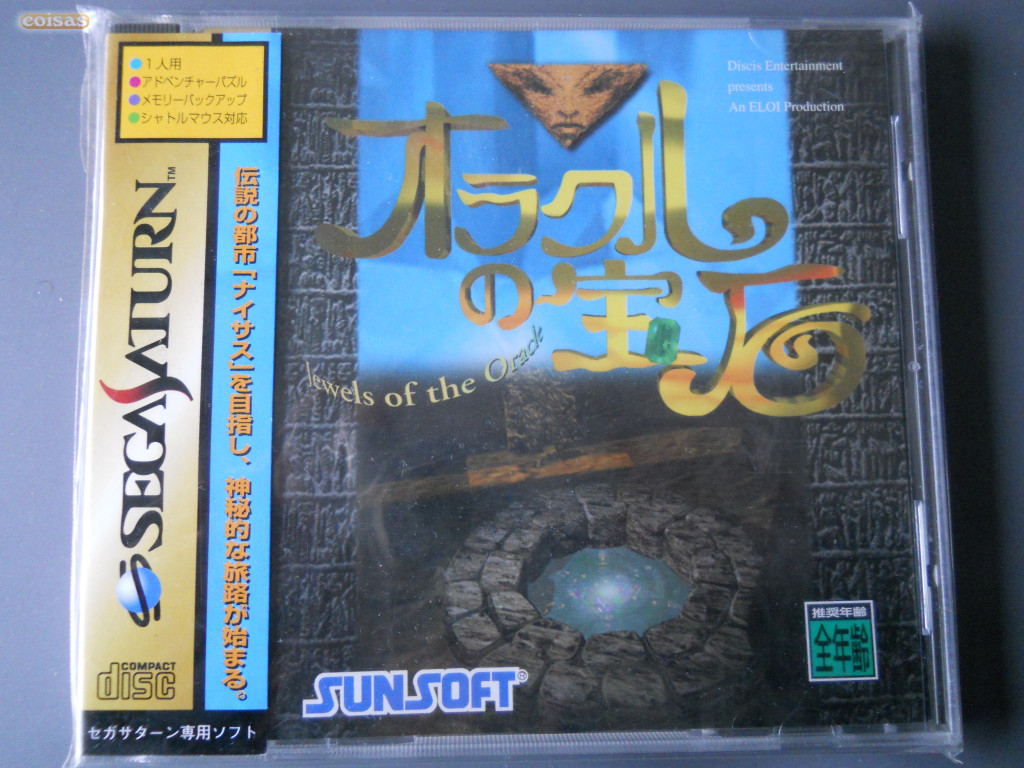 coisas
1人用
アドベンチャーパズル
メモリーバックアップ
シャトルマウス対応
SEGA SATURN™
伝説の都市「ナイサス」を目指し、神秘的な旅路が始まる。
COMPACT
disc
セガサターン専用ソフト
Discis Entertainment
presents
An ELOI Production
オラクル
の宝石
Jewels of the Oracle
推奨年齢
全年齢
SUNSOFT®